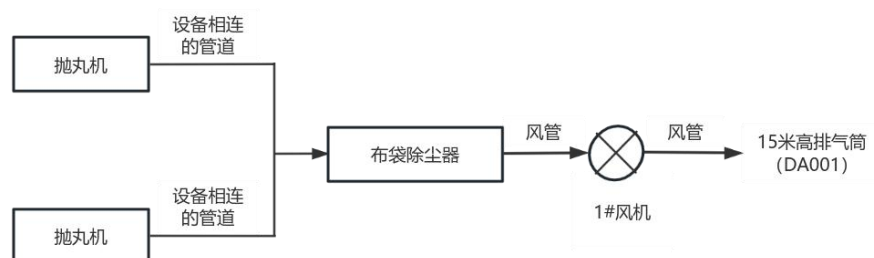 设备相连
的管道
抛丸机
布袋除尘器
风管
风管
15米高排气筒
（DA001）
1#风机
设备相连
的管道
抛丸机